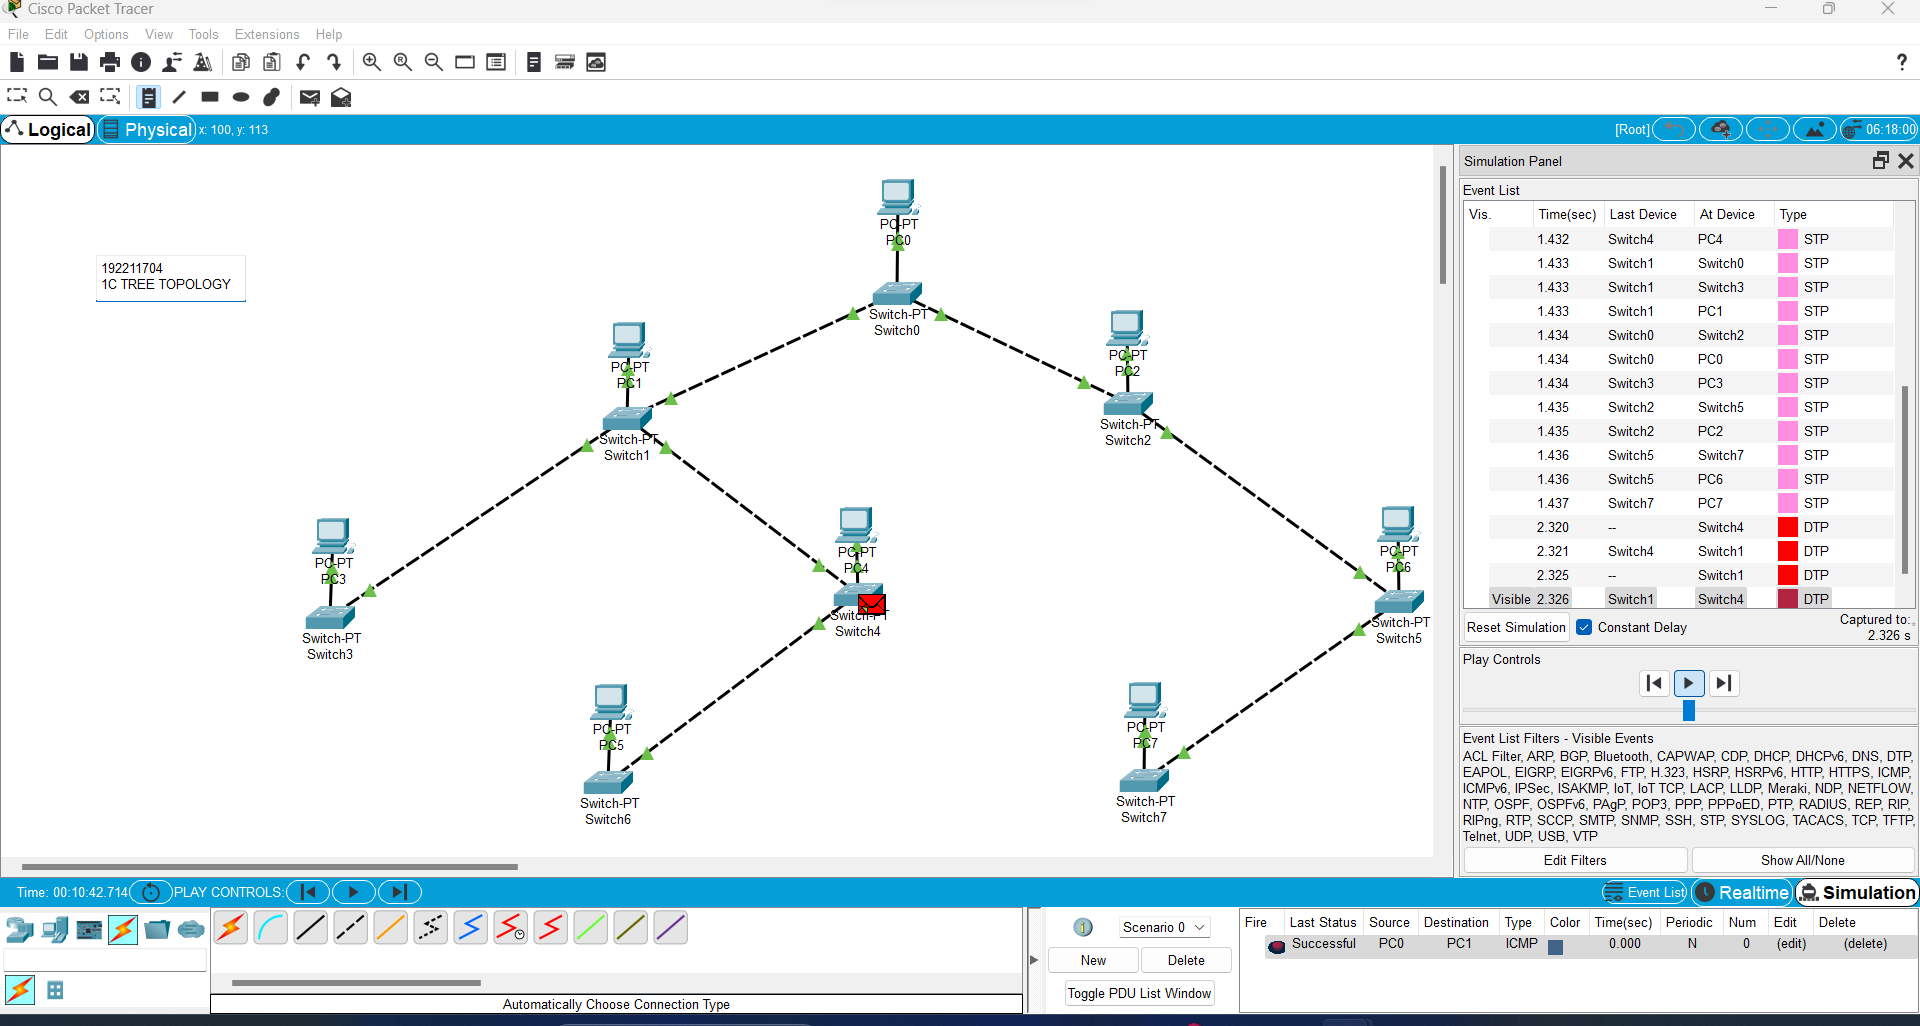 Cisco Packet Tracer
File Edit Options View Tools Extensions Help
?
Logical Physical x: 100, y: 113 [Root] 06:18:00
192211704
1C TREE TOPOLOGY
PC-PT
PC0
Switch-PT
Switch0
PC-PT
PC1
Switch-PT
Switch1
PC-PT
PC2
Switch-PT
Switch2
PC-PT
PC3
Switch-PT
Switch3
PC-PT
PC4
Switch-PT
Switch4
PC-PT
PC6
Switch-PT
Switch5
PC-PT
PC5
Switch-PT
Switch6
PC-PT
PC7
Switch-PT
Switch7
Simulation Panel
Event List
Vis. Time(sec) Last Device At Device Type
1.432 Switch4 PC4 STP
1.433 Switch1 Switch0 STP
1.433 Switch1 Switch3 STP
1.433 Switch1 PC1 STP
1.434 Switch0 Switch2 STP
1.434 Switch0 PC0 STP
1.434 Switch3 PC3 STP
1.435 Switch2 Switch5 STP
1.435 Switch2 PC2 STP
1.436 Switch5 Switch7 STP
1.436 Switch5 PC6 STP
1.437 Switch7 PC7 STP
2.320 -- Switch4 DTP
2.321 Switch4 Switch1 DTP
2.325 -- Switch1 DTP
Visible 2.326 Switch1 Switch4 DTP
Reset Simulation Constant Delay Captured to:
2.326 s
Play Controls
Event List Filters - Visible Events
ACL Filter, ARP, BGP, Bluetooth, CAPWAP, CDP, DHCP, DHCPv6, DNS, DTP,
EAPOL, EIGRP, EIGRPv6, FTP, H.323, HSRP, HSRPv6, HTTP, HTTPS, ICMP,
ICMPv6, IPSec, ISAKMP, IoT, IoT TCP, LACP, LLDP, Meraki, NDP, NETFLOW,
NTP, OSPF, OSPFv6, PAgP, POP3, PPP, PPPoED, PTP, RADIUS, REP, RIP,
RIPng, RTP, SCCP, SMTP, SNMP, SSH, STP, SYSLOG, TACACS, TCP, TFTP,
Telnet, UDP, USB, VTP
Edit Filters Show All/None
Time: 00:10:42.714 PLAY CONTROLS: Event List Realtime Simulation
Automatically Choose Connection Type
Scenario 0
New Delete
Toggle PDU List Window
Fire Last Status Source Destination Type Color Time(sec) Periodic Num Edit Delete
Successful PC0 PC1 ICMP 0.000 N 0 (edit) (delete)